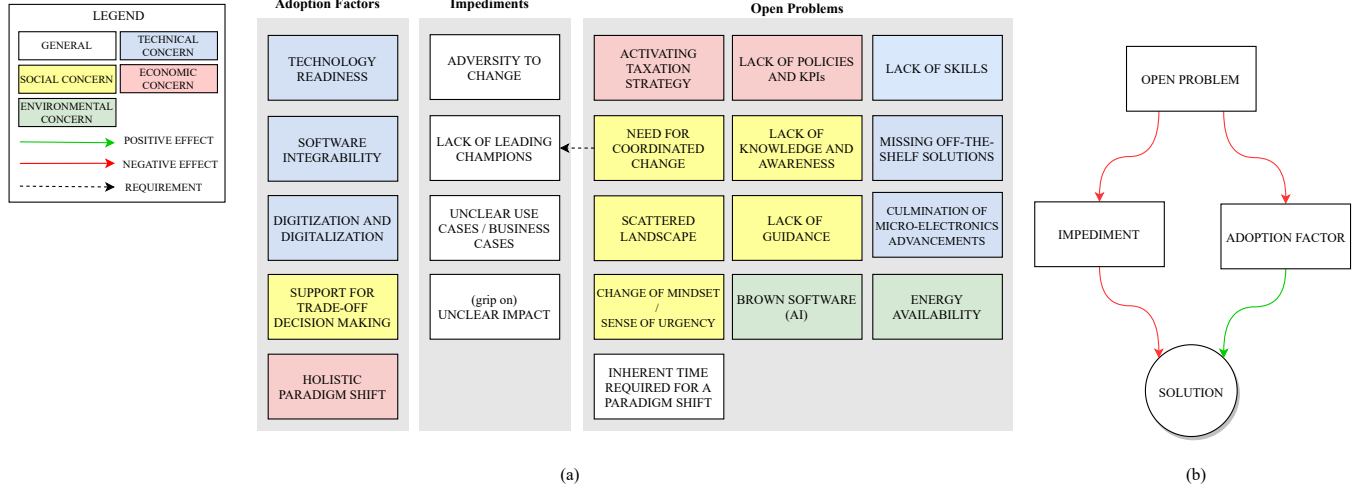 LEGEND
GENERAL
TECHNICAL
CONCERN
SOCIAL CONCERN
ECONOMIC
CONCERN
ENVIRONMENTAL
CONCERN
POSITIVE EFFECT
NEGATIVE EFFECT
REQUIREMENT
Adoption Factors
TECHNOLOGY
READINESS
SOFTWARE
INTEGRABILITY
DIGITIZATION AND
DIGITALIZATION
SUPPORT FOR
TRADE-OFF
DECISION MAKING
HOLISTIC
PARADIGM SHIFT
Impediments
ADVERSITY TO
CHANGE
LACK OF LEADING
CHAMPIONS
UNCLEAR USE
CASES / BUSINESS
CASES
(grip on)
UNCLEAR IMPACT
Open Problems
ACTIVATING
TAXATION
STRATEGY
LACK OF POLICIES
AND KPIs
LACK OF SKILLS
NEED FOR
COORDINATED
CHANGE
LACK OF
KNOWLEDGE AND
AWARENESS
MISSING OFF-THE-
SHELF SOLUTIONS
SCATTERED
LANDSCAPE
LACK OF
GUIDANCE
CULMINATION OF
MICRO-ELECTRONICS
ADVANCEMENTS
CHANGE OF MINDSET
/
SENSE OF URGENCY
BROWN SOFTWARE
(AI)
ENERGY
AVAILABILITY
INHERENT TIME
REQUIRED FOR A
PARADIGM SHIFT
(a)
OPEN PROBLEM
IMPEDIMENT
ADOPTION FACTOR
SOLUTION
(b)